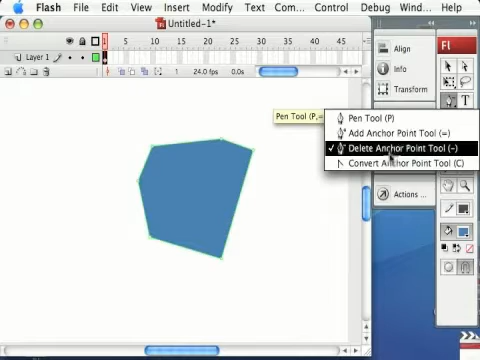 Flash File Edit View Insert Modify Text Com... Control Debug Win...
Untitled-1*
5 10 15 20 25 30 35 40 45
Layer 1
1 24.0 fps 0.0s
Align
Info
Transform
Fl
T
Pen Tool (P,=
Pen Tool (P)
Add Anchor Point Tool (=)
✓ Delete Anchor Point Tool (-)
Convert Anchor Point Tool (C)
Actions ...